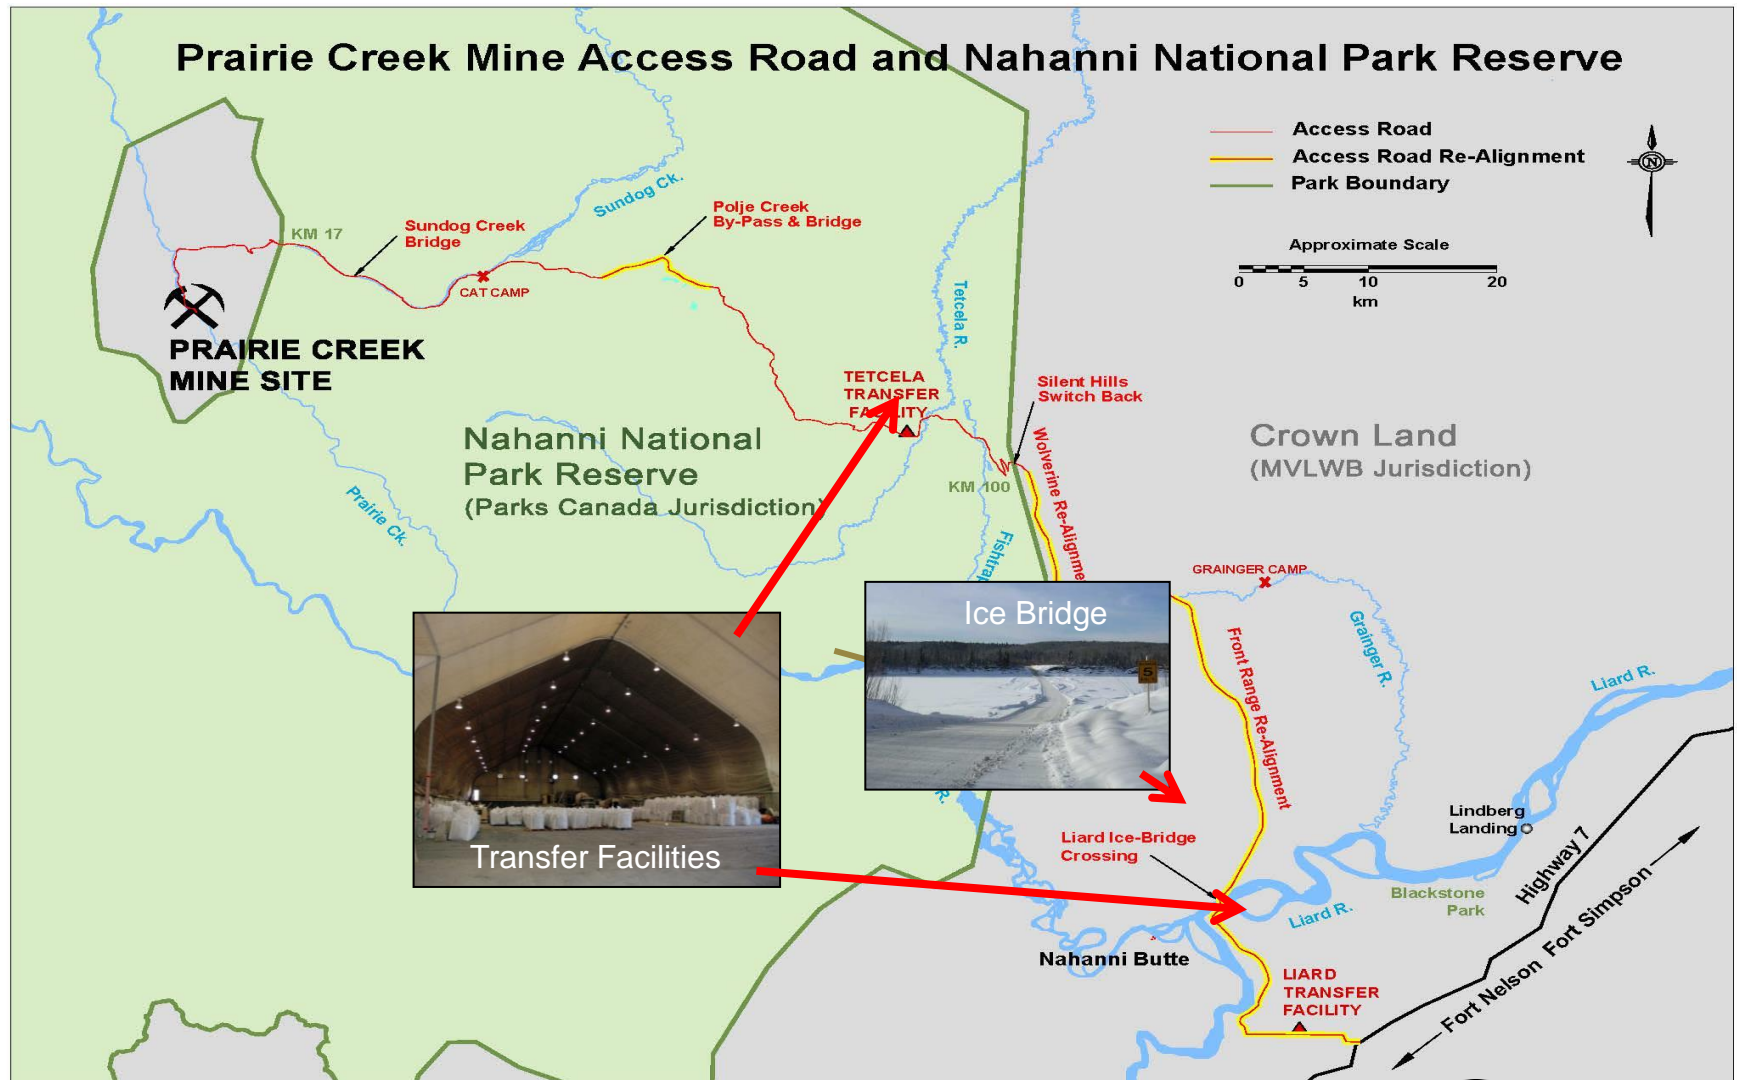 Prairie Creek Mine Access Road and Nahanni National Park Reserve
Access Road
Access Road Re-Alignment
Park Boundary
N
Approximate Scale
0 5 10 20
km
Sundog Ck.
Polje Creek
By-Pass & Bridge
Sundog Creek
Bridge
KM 17
CAT CAMP
Tetcela R.
PRAIRIE CREEK
MINE SITE
TETCELA
TRANSFER
FACILITY
Silent Hills
Switch Back
Nahanni National
Park Reserve
(Parks Canada Jurisdiction)
Crown Land
(MVLWB Jurisdiction)
KM 100
Prairie Ck.
Wolverine Re-Alignment
Fishtrap
GRAINGER CAMP
Grainger R.
Ice Bridge
5
Front Range Re-Alignment
Liard R.
R.
Transfer Facilities
Liard Ice-Bridge
Crossing
Lindberg
Landing
Highway 7
Blackstone
Park
Liard R.
Nahanni Butte
LIARD
TRANSFER
FACILITY
Fort Nelson Fort Simpson